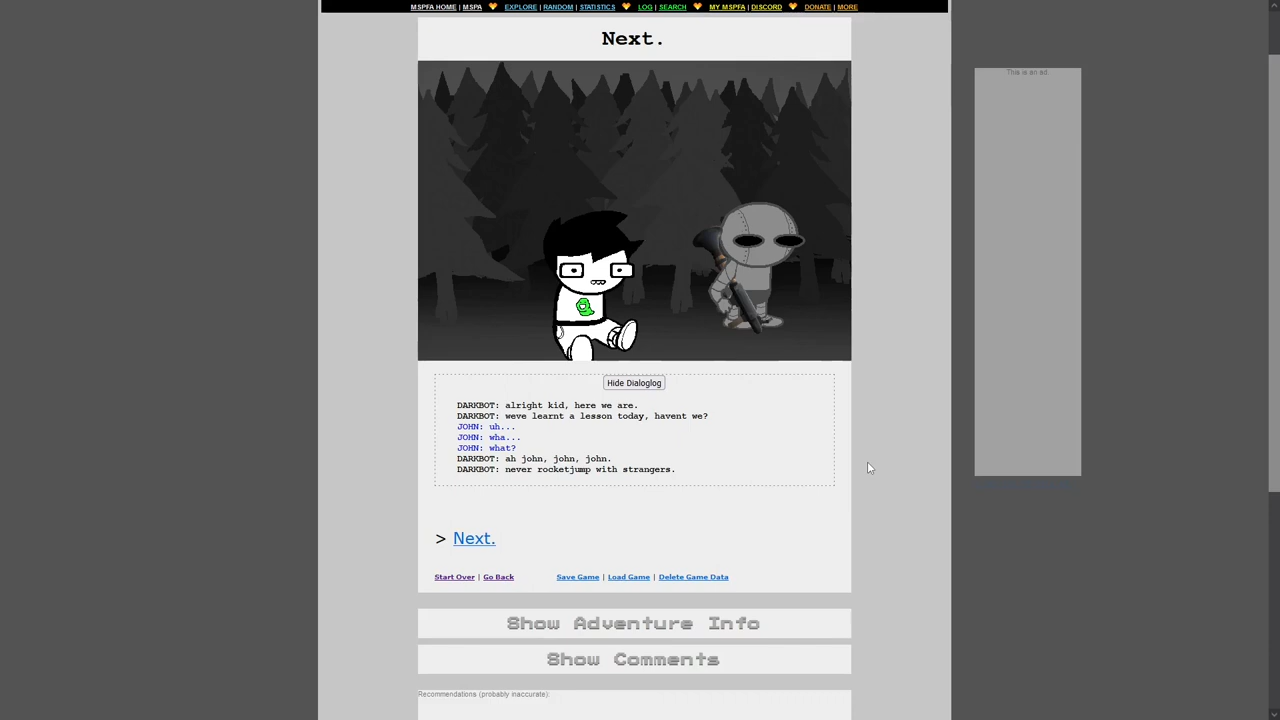 MSPFA HOME | MSPA EXPLORE | RANDOM | STATISTICS LOG | SEARCH MY MSPFA | DISCORD DONATE | MORE
Next.
This is an ad.
Hide Dialoglog
DARKBOT: alright kid, here we are.
DARKBOT: weve learnt a lesson today, havent we?
JOHN: uh...
JOHN: wha...
JOHN: what?
DARKBOT: ah john, john, john.
DARKBOT: never rocketjump with strangers.
> Next.
Start Over | Go Back Save Game | Load Game | Delete Game Data
Show Adventure Info
Show Comments
Recommendations (probably inaccurate):